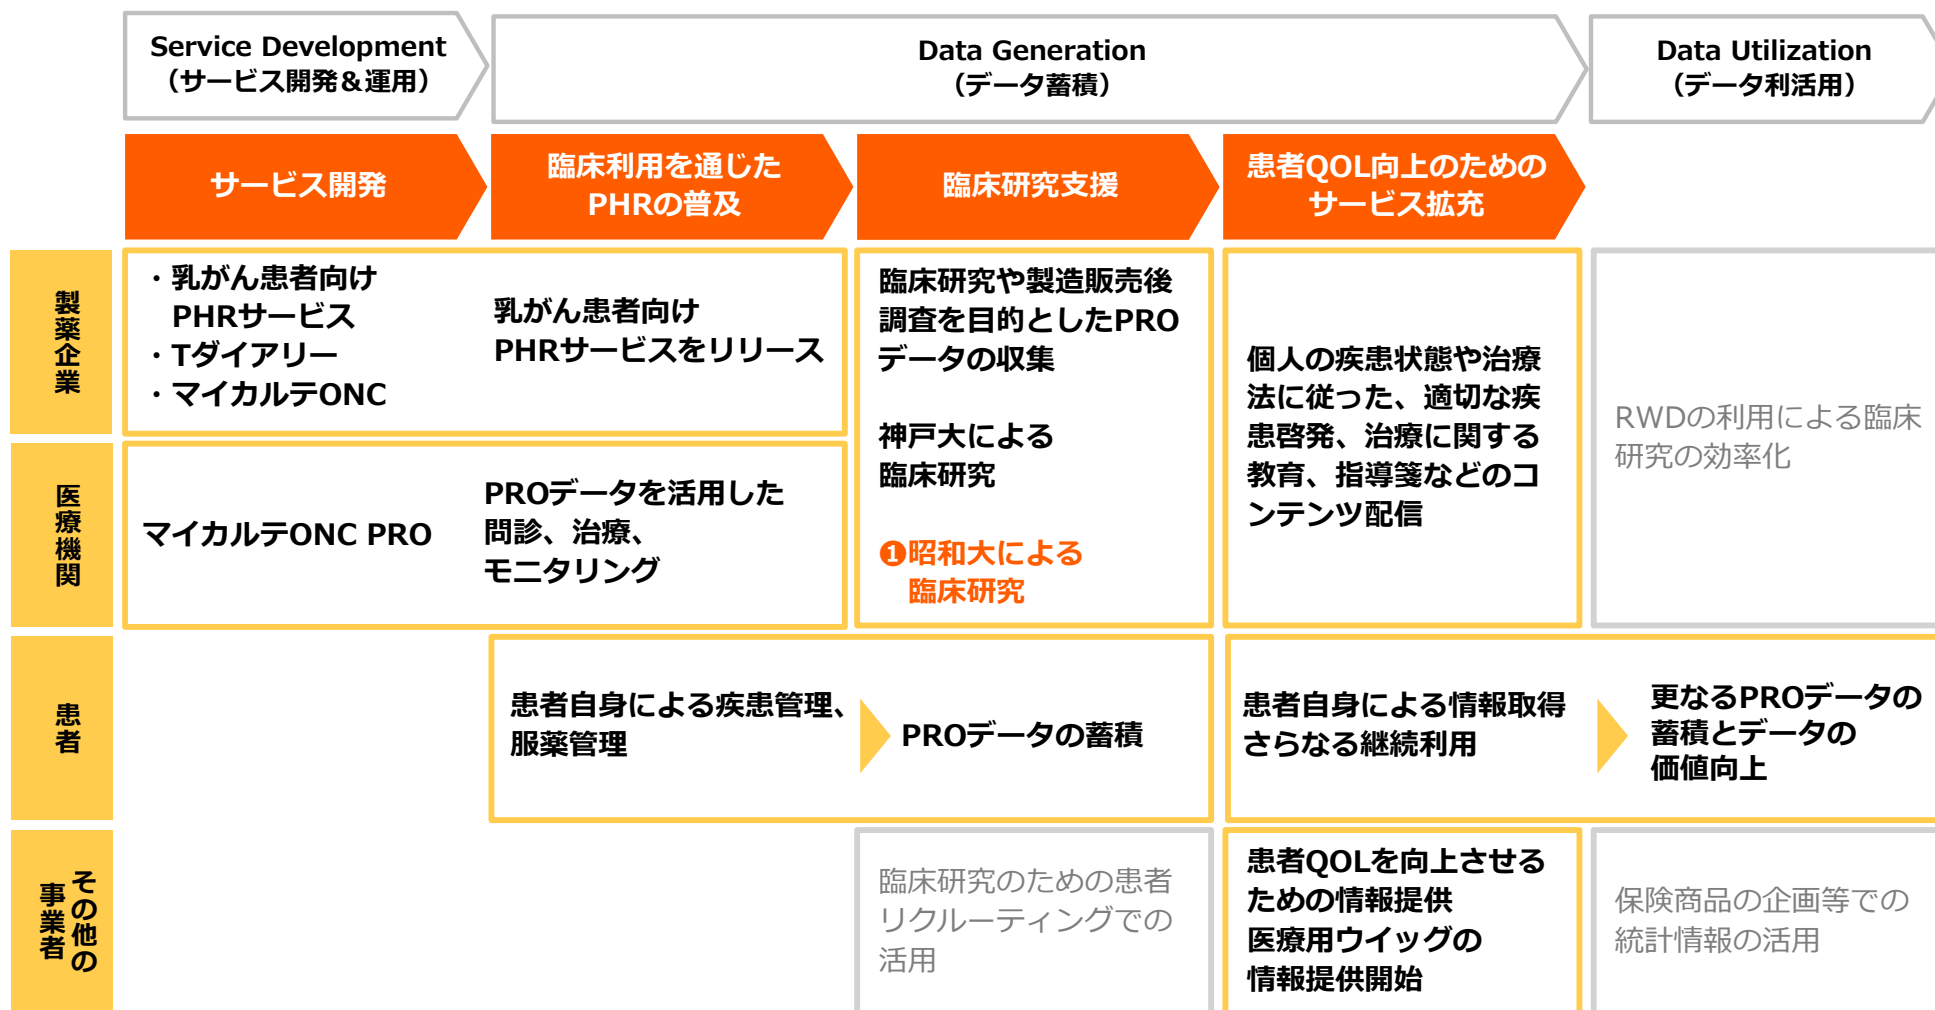 Service Development
（サービス開発＆運用）
Data Generation
（データ蓄積）
Data Utilization
（データ利活用）
サービス開発
臨床利用を通じた
PHRの普及
臨床研究支援
患者QOL向上のための
サービス拡充
製薬企業
・乳がん患者向け
PHRサービス
・Tダイアリー
・マイカルテONC
乳がん患者向け
PHRサービスをリリース
臨床研究や製造販売後
調査を目的としたPRO
データの収集
神戸大による
臨床研究
❶昭和大による
臨床研究
個人の疾患状態や治療
法に従った、適切な疾
患啓発、治療に関する
教育、指導箋などのコ
ンテンツ配信
RWDの利用による臨床
研究の効率化
医療機関
マイカルテONC PRO
PROデータを活用した
問診、治療、
モニタリング
患者
患者自身による疾患管理、
服薬管理
PROデータの蓄積
患者自身による情報取得
さらなる継続利用
更なるPROデータの
蓄積とデータの
価値向上
その他の
事業者
臨床研究のための患者
リクルーティングでの
活用
患者QOLを向上させる
ための情報提供
医療用ウイッグの
情報提供開始
保険商品の企画等での
統計情報の活用